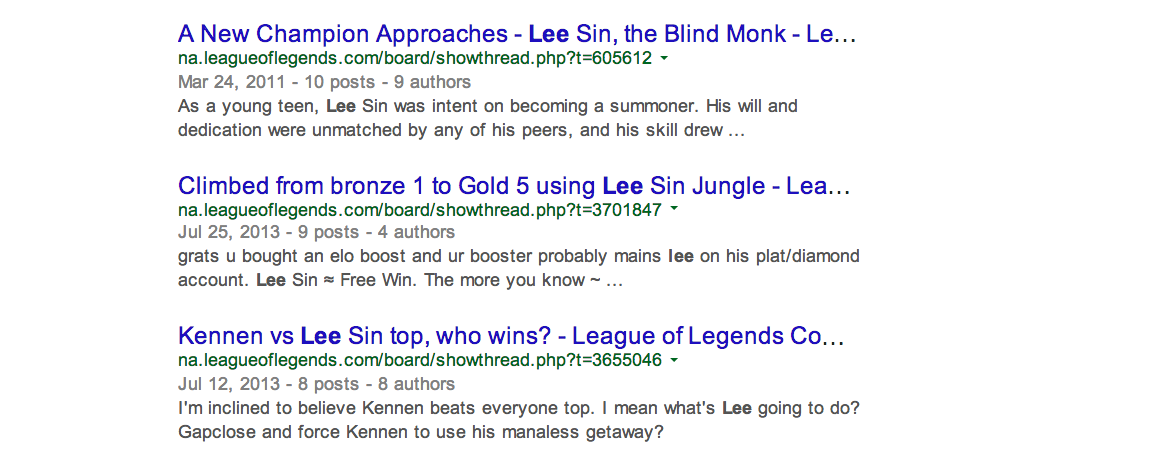 A New Champion Approaches - Lee Sin, the Blind Monk - Le...
na.leagueoflegends.com/board/showthread.php?t=605612
Mar 24, 2011 - 10 posts - 9 authors
As a young teen, Lee Sin was intent on becoming a summoner. His will and
dedication were unmatched by any of his peers, and his skill drew ...
Climbed from bronze 1 to Gold 5 using Lee Sin Jungle - Lea...
na.leagueoflegends.com/board/showthread.php?t=3701847
Jul 25, 2013 - 9 posts - 4 authors
grats u bought an elo boost and ur booster probably mains lee on his plat/diamond
account. Lee Sin ≈ Free Win. The more you know ~ ...
Kennen vs Lee Sin top, who wins? - League of Legends Co...
na.leagueoflegends.com/board/showthread.php?t=3655046
Jul 12, 2013 - 8 posts - 8 authors
I'm inclined to believe Kennen beats everyone top. I mean what's Lee going to do?
Gapclose and force Kennen to use his manaless getaway?